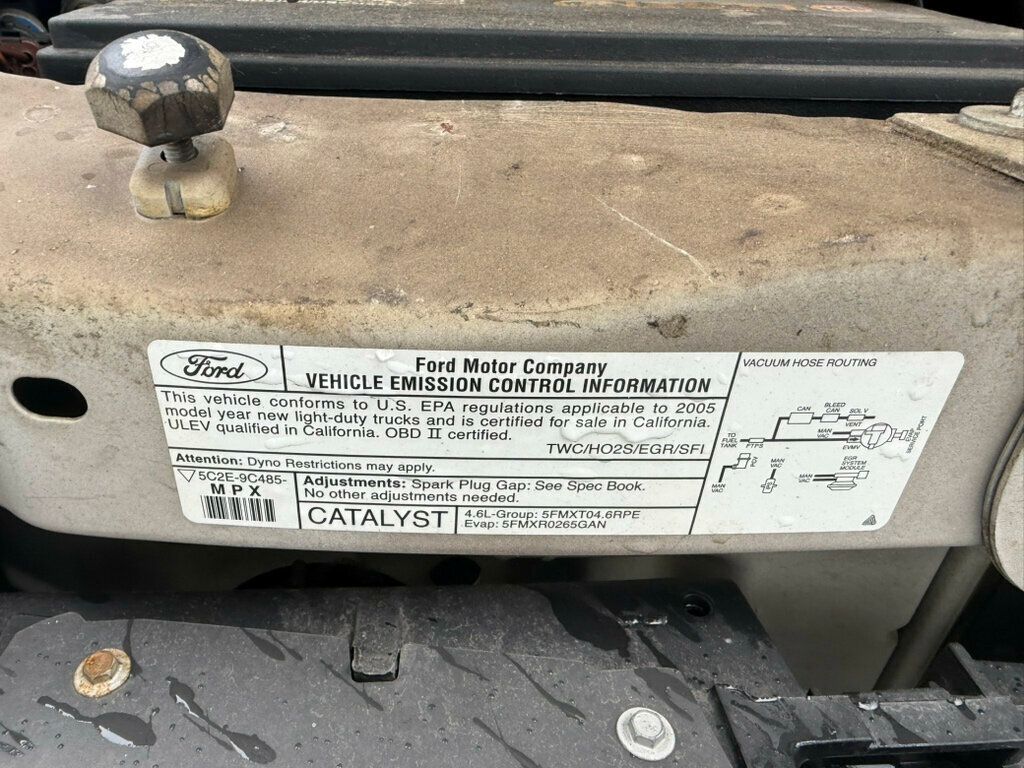 Ford
Ford Motor Company
VEHICLE EMISSION CONTROL INFORMATION
This vehicle conforms to U.S. EPA regulations applicable to 2005
model year new light-duty trucks and is certified for sale in California.
ULEV qualified in California. OBD II certified.
TWC/HO2S/EGR/SFI
Attention: Dyno Restrictions may apply.
5C2E-9C485-
MPX
Adjustments: Spark Plug Gap: See Spec Book.
No other adjustments needed.
CATALYST
4.6L-Group: 5FMXT04.6RPE
Evap: 5FMXR0265GAN
VACUUM HOSE ROUTING
CAN
BLEED
CAN
SOL V
VENT
TO
FUEL
TANK
FTPS
MAN
VAC
EVMV
SERVICE PORT
PCV
MAN
VAC
MAN
VAC
MAN
VAC
EGR
SYSTEM
MODULE